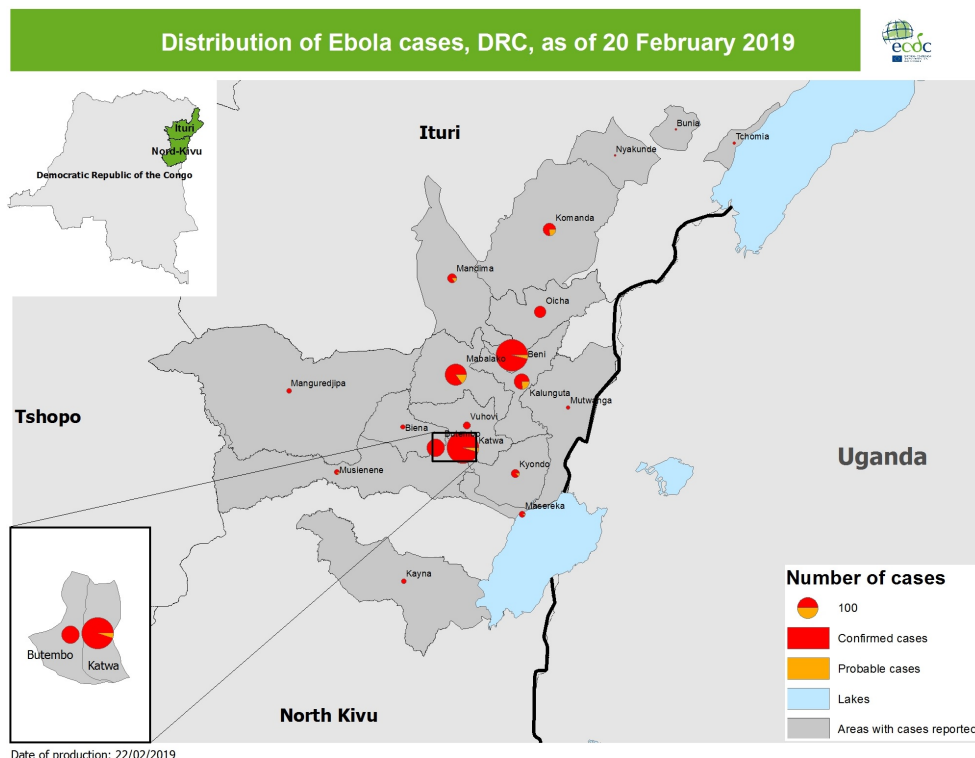 Distribution of Ebola cases, DRC, as of 20 February 2019
ecdc
Ituri
Nord-Kivu
Democratic Republic of the Congo
Ituri
Bunia
Tchomia
Nyakunde
Komanda
Mandima
Oicha
Beni
Mabalako
Kalunguta
Manguredjipa
Mutwanga
Tshopo
Vuhovi
Biena
Butembo
Katwa
Uganda
Musienene
Kyondo
Masereka
Kayna
Butembo
Katwa
North Kivu
Number of cases
100
Confirmed cases
Probable cases
Lakes
Areas with cases reported
Date of production: 22/02/2019